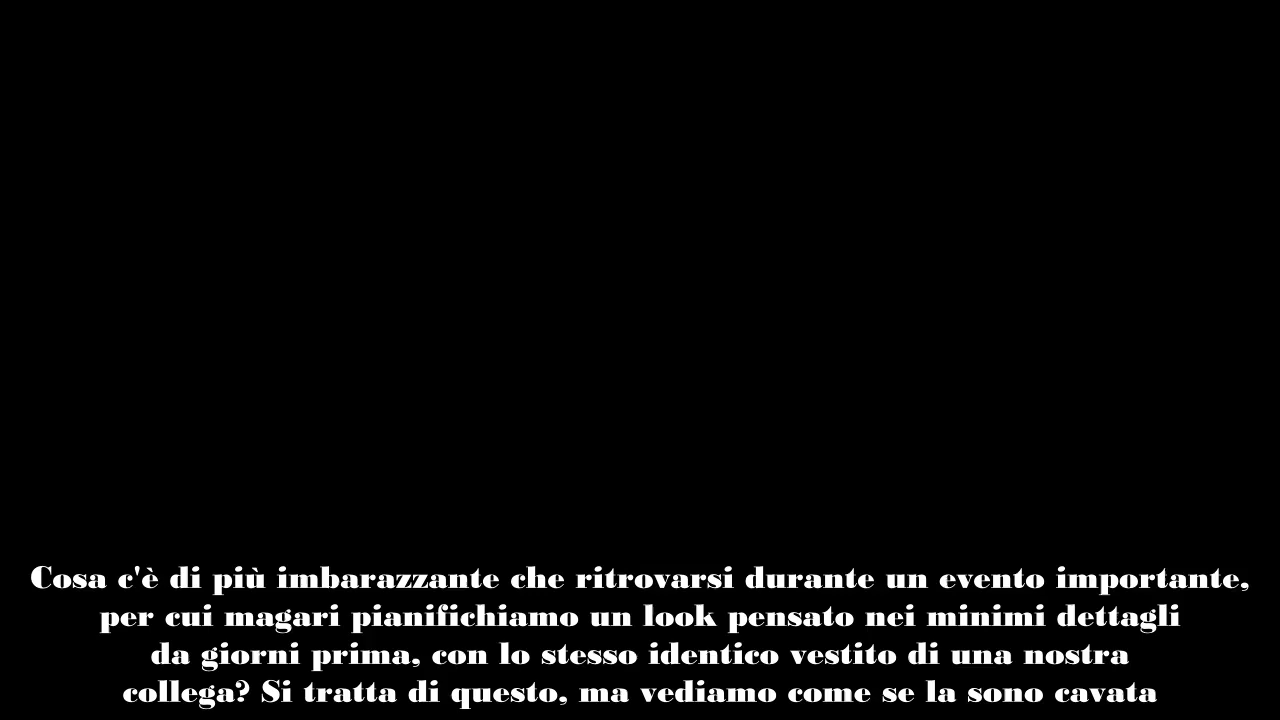 Cosa c'è di più imbarazzante che ritrovarsi durante un evento importante,
per cui magari pianifichiamo un look pensato nei minimi dettagli
da giorni prima, con lo stesso identico vestito di una nostra
collega? Si tratta di questo, ma vediamo come se la sono cavata